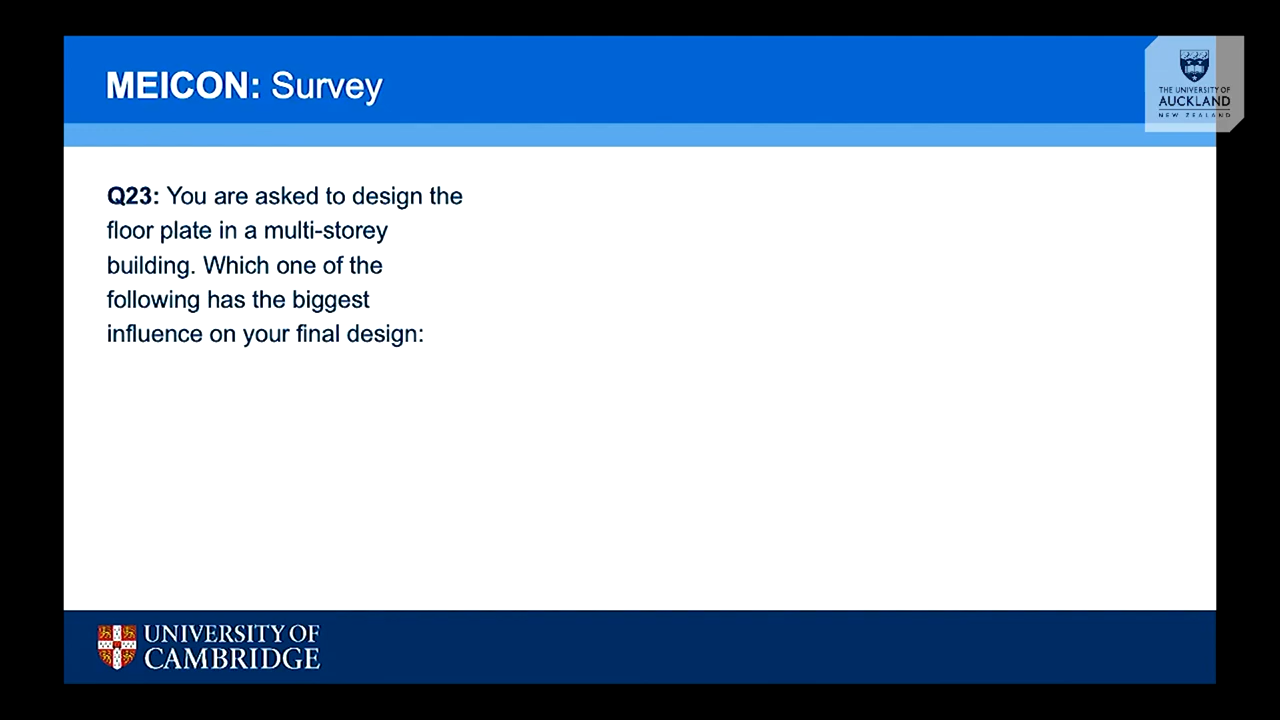 MEICON: Survey
THE UNIVERSITY OF
AUCKLAND
NEW ZEALAND
Q23: You are asked to design the
floor plate in a multi-storey
building. Which one of the
following has the biggest
influence on your final design:
UNIVERSITY OF
CAMBRIDGE